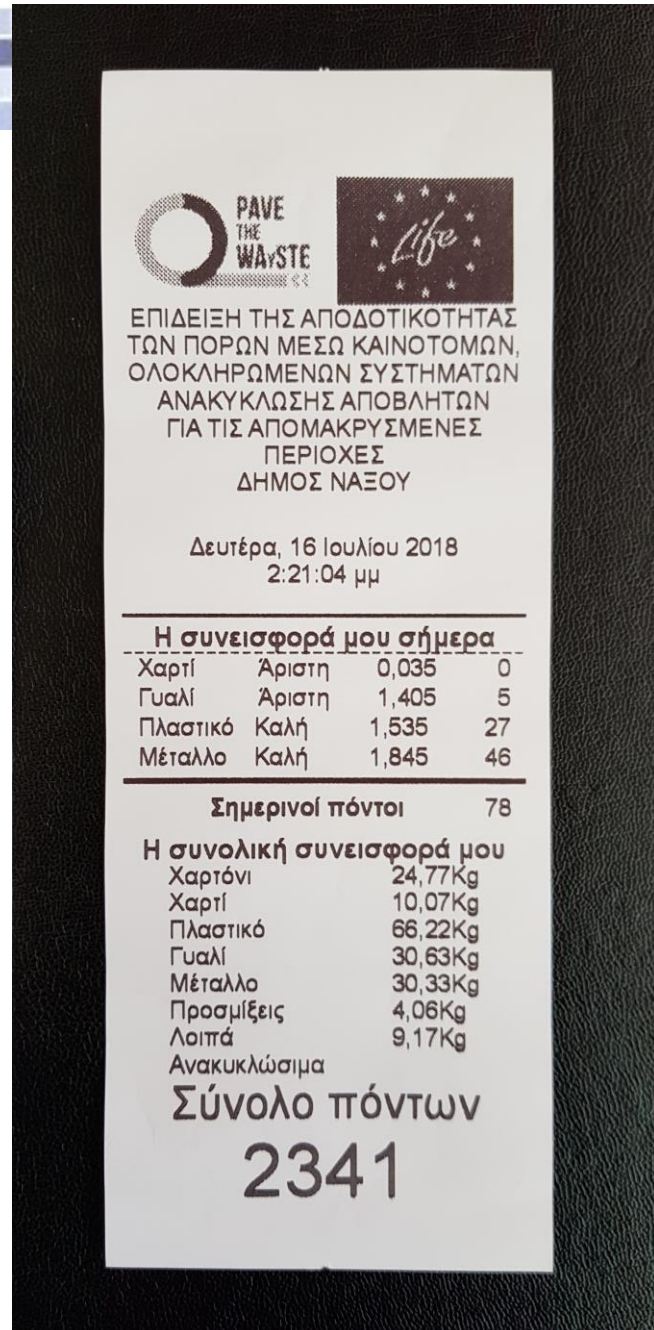 PAVE
THE
WAYSTE
Life
ΕΠΙΔΕΙΞΗ ΤΗΣ ΑΠΟΔΟΤΙΚΟΤΗΤΑΣ
ΤΩΝ ΠΟΡΩΝ ΜΕΣΩ ΚΑΙΝΟΤΟΜΩΝ,
ΟΛΟΚΛΗΡΩΜΕΝΩΝ ΣΥΣΤΗΜΑΤΩΝ
ΑΝΑΚΥΚΛΩΣΗΣ ΑΠΟΒΛΗΤΩΝ
ΓΙΑ ΤΙΣ ΑΠΟΜΑΚΡΥΣΜΕΝΕΣ
ΠΕΡΙΟΧΕΣ
ΔΗΜΟΣ ΝΑΞΟΥ
Δευτέρα, 16 Ιουλίου 2018
2:21:04 μμ
Η συνεισφορά μου σήμερα
Χαρτί Άριστη 0,035 0
Γυαλί Άριστη 1,405 5
Πλαστικό Καλή 1,535 27
Μέταλλο Καλή 1,845 46
Σημερινοί πόντοι 78
Η συνολική συνεισφορά μου
Χαρτόνι 24,77Kg
Χαρτί 10,07Kg
Πλαστικό 66,22Kg
Γυαλί 30,63Kg
Μέταλλο 30,33Kg
Προσμίξεις 4,06Kg
Λοιπά 9,17Kg
Ανακυκλώσιμα
Σύνολο πόντων
2341